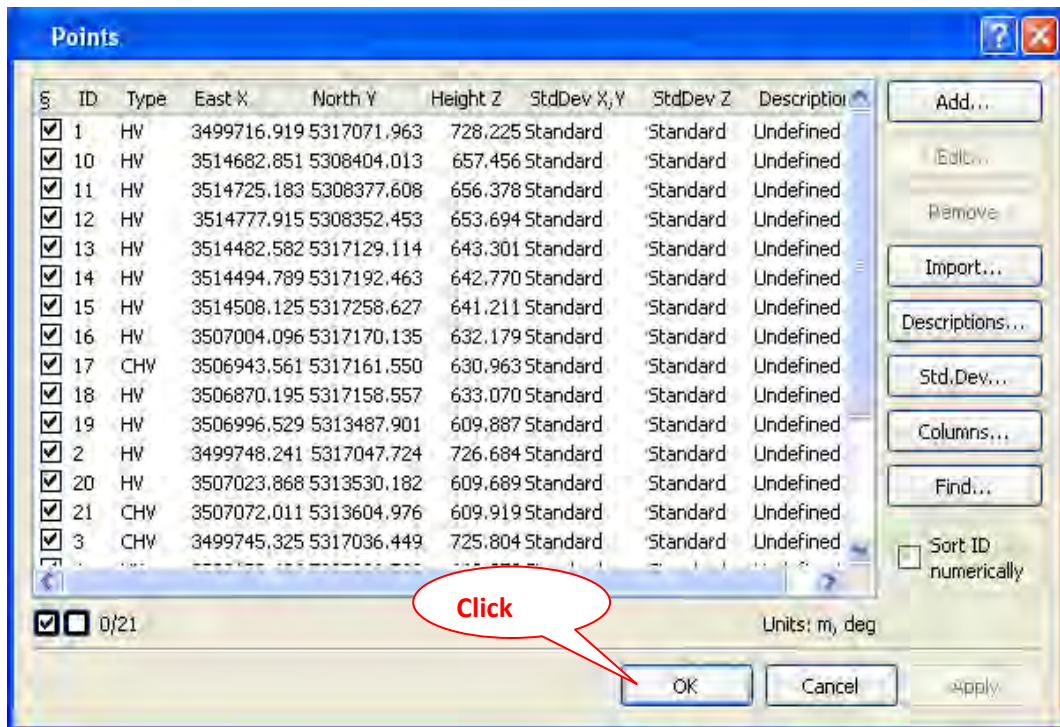 Points
§ ID Type East X North Y Height Z StdDev X,Y StdDev Z Description
1 HV 3499716.919 5317071.963 728.225 Standard Standard Undefined
10 HV 3514682.851 5308404.013 657.456 Standard Standard Undefined
11 HV 3514725.183 5308377.608 656.378 Standard Standard Undefined
12 HV 3514777.915 5308352.453 653.694 Standard Standard Undefined
13 HV 3514482.582 5317129.114 643.301 Standard Standard Undefined
14 HV 3514494.789 5317192.463 642.770 Standard Standard Undefined
15 HV 3514508.125 5317258.627 641.211 Standard Standard Undefined
16 HV 3507004.096 5317170.135 632.179 Standard Standard Undefined
17 CHV 3506943.561 5317161.550 630.963 Standard Standard Undefined
18 HV 3506870.195 5317158.557 633.070 Standard Standard Undefined
19 HV 3506996.529 5313487.901 609.887 Standard Standard Undefined
2 HV 3499748.241 5317047.724 726.684 Standard Standard Undefined
20 HV 3507023.868 5313530.182 609.689 Standard Standard Undefined
21 CHV 3507072.011 5313604.976 609.919 Standard Standard Undefined
3 CHV 3499745.325 5317036.449 725.804 Standard Standard Undefined
Add...
Edit...
Remove
Import...
Descriptions...
Std.Dev...
Columns...
Find...
Sort ID
numerically
0/21
Click
Units: m, deg
OK Cancel Apply